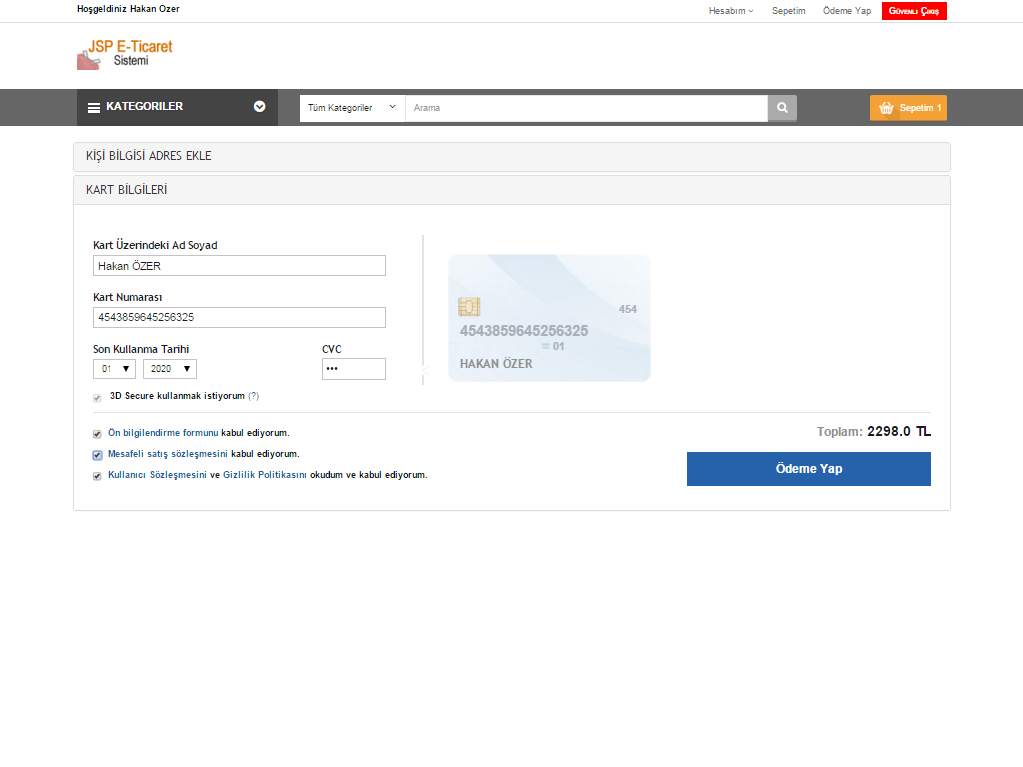 Hoşgeldiniz Hakan Ozer
Hesabım
Sepetim
Ödeme Yap
Güvenli Çıkış
JSP E-Ticaret
Sistemi
KATEGORILER
Tüm Kategoriler
Arama
Sepetim 1
KİŞİ BİLGİSİ ADRES EKLE
KART BİLGİLERİ
Kart Üzerindeki Ad Soyad
Hakan ÖZER
Kart Numarası
4543859645256325
Son Kullanma Tarihi
CVC
01
2020
•••
3D Secure kullanmak istiyorum (?)
454
4543859645256325
01
HAKAN ÖZER
Ön bilgilendirme formunu kabul ediyorum.
Mesafeli satış sözleşmesini kabul ediyorum.
Kullanıcı Sözleşmesini ve Gizlilik Politikasını okudum ve kabul ediyorum.
Toplam: 2298.0 TL
Ödeme Yap